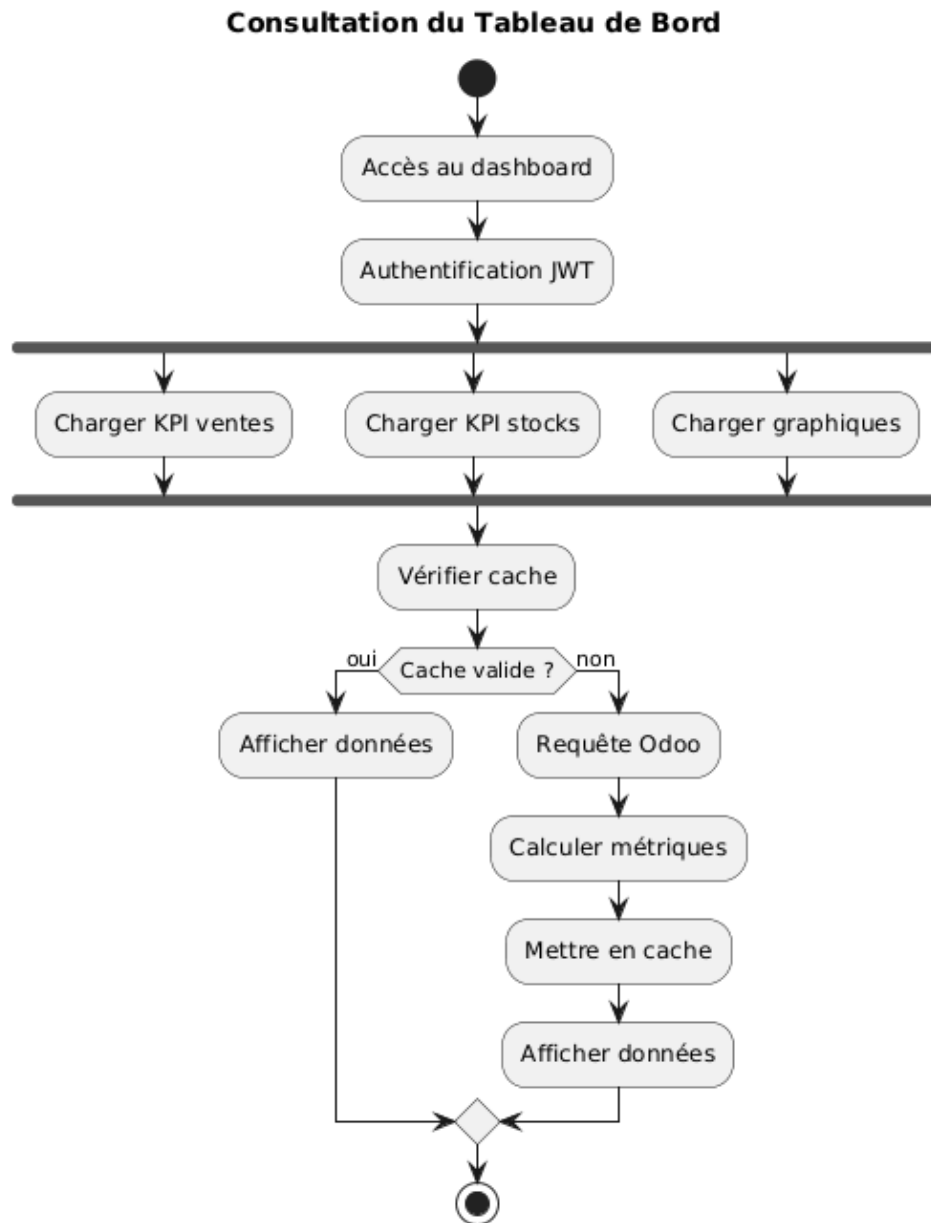 Consultation du Tableau de Bord
Accès au dashboard
Authentification JWT
Charger KPI ventes
Charger KPI stocks
Charger graphiques
Vérifier cache
oui
Cache valide ?
non
Afficher données
Requête Odoo
Calculer métriques
Mettre en cache
Afficher données